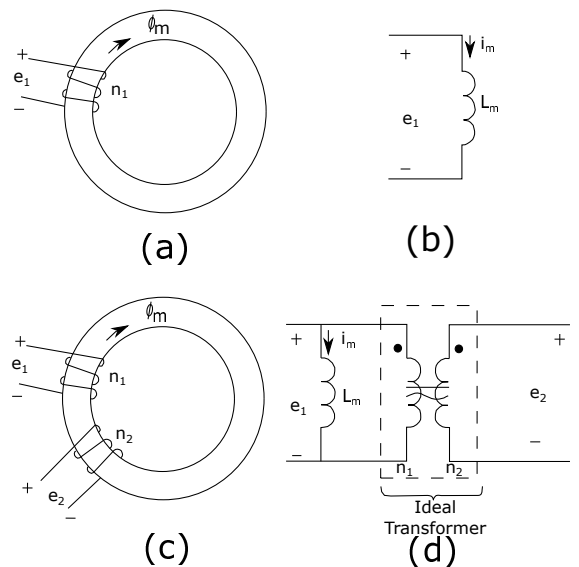 ϕm
+
e1
n1
−
(a)
+
im
e1
Lm
−
(b)
ϕm
+
e1
n1
−
n2
+
e2
−
(c)
+
im
+
e1
Lm
e2
−
−
n1
n2
Ideal
Transformer
(d)